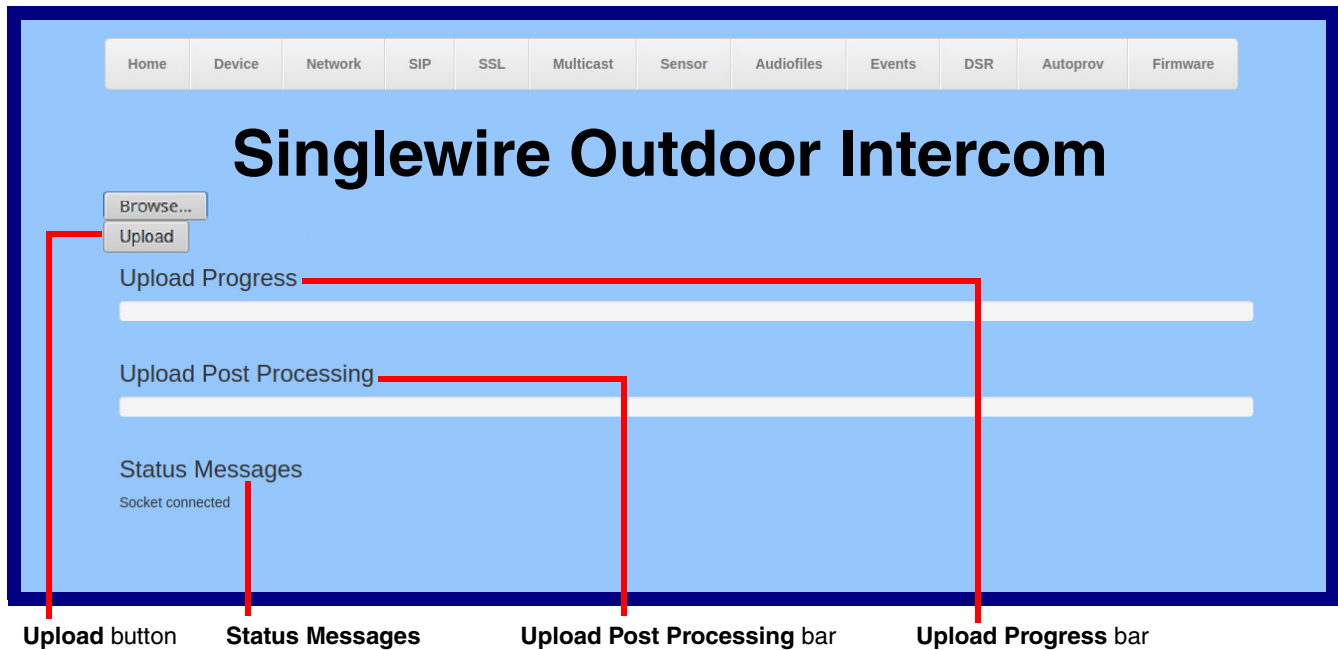 Home Device Network SIP SSL Multicast Sensor Audiofiles Events DSR Autoprov Firmware
Singlewire Outdoor Intercom
Browse...
Upload
Upload Progress
Upload Post Processing
Status Messages
Socket connected
Upload button Status Messages Upload Post Processing bar Upload Progress bar